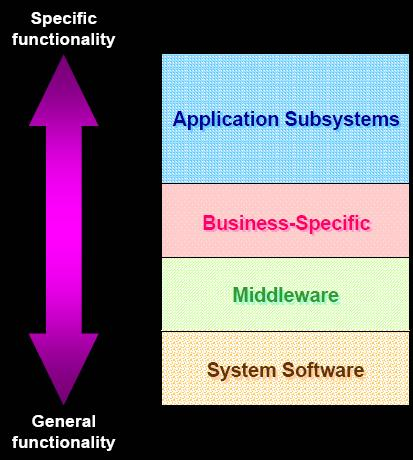 Specific
functionality
Application Subsystems
Business-Specific
Middleware
System Software
General
functionality